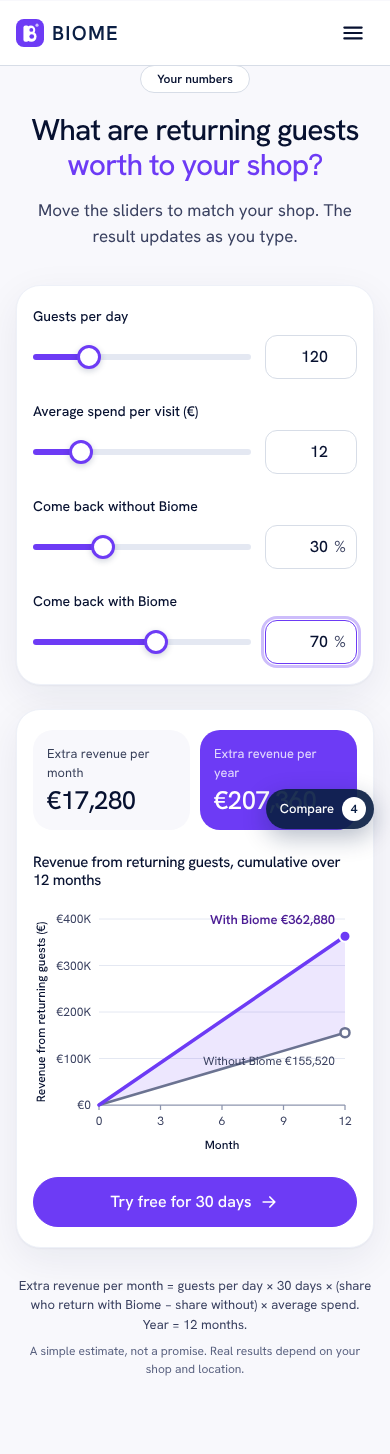 BIOME
Your numbers
What are returning guests
worth to your shop?
Move the sliders to match your shop. The
result updates as you type.
Guests per day
120
Average spend per visit (€)
12
Come back without Biome
30 %
Come back with Biome
70 %
Extra revenue per
month
€17,280
Extra revenue per
year
€207,360
Compare 4
Revenue from returning guests, cumulative over
12 months
Revenue from returning guests (€)
€400K
€300K
€200K
€100K
€0
With Biome €362,880
Without Biome €155,520
0 3 6 9 12
Month
Try free for 30 days →
Extra revenue per month = guests per day × 30 days × (share
who return with Biome − share without) × average spend.
Year = 12 months.
A simple estimate, not a promise. Real results depend on your
shop and location.